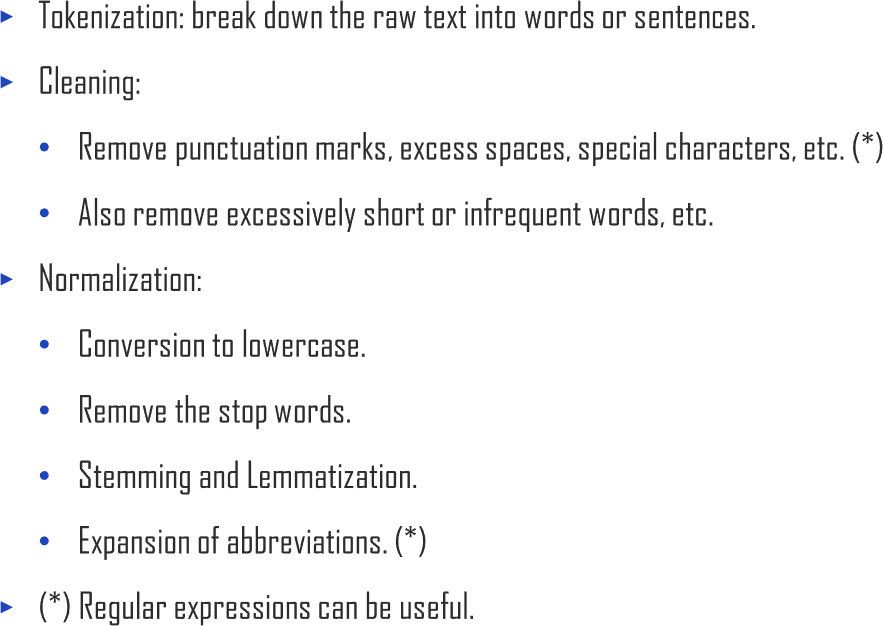 ▸ Tokenization: break down the raw text into words or sentences.
▸ Cleaning:
• Remove punctuation marks, excess spaces, special characters, etc. (*)
• Also remove excessively short or infrequent words, etc.
▸ Normalization:
• Conversion to lowercase.
• Remove the stop words.
• Stemming and Lemmatization.
• Expansion of abbreviations. (*)
▸ (*) Regular expressions can be useful.